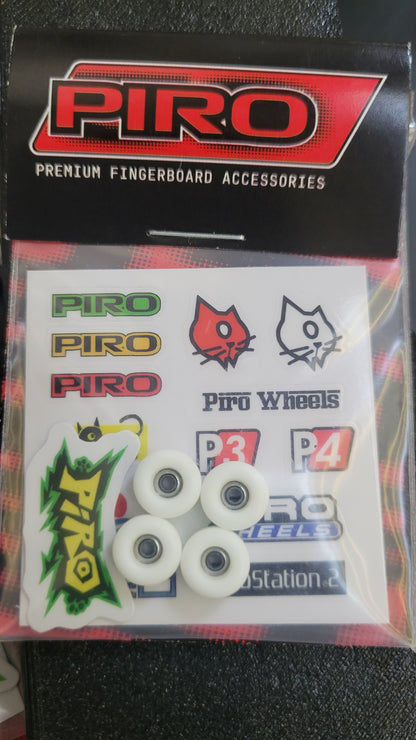 PIRO
PREMIUM FINGERBOARD ACCESSORIES
PIRO
PIRO
PIRO
Piro Wheels
P3
P4
PIRO